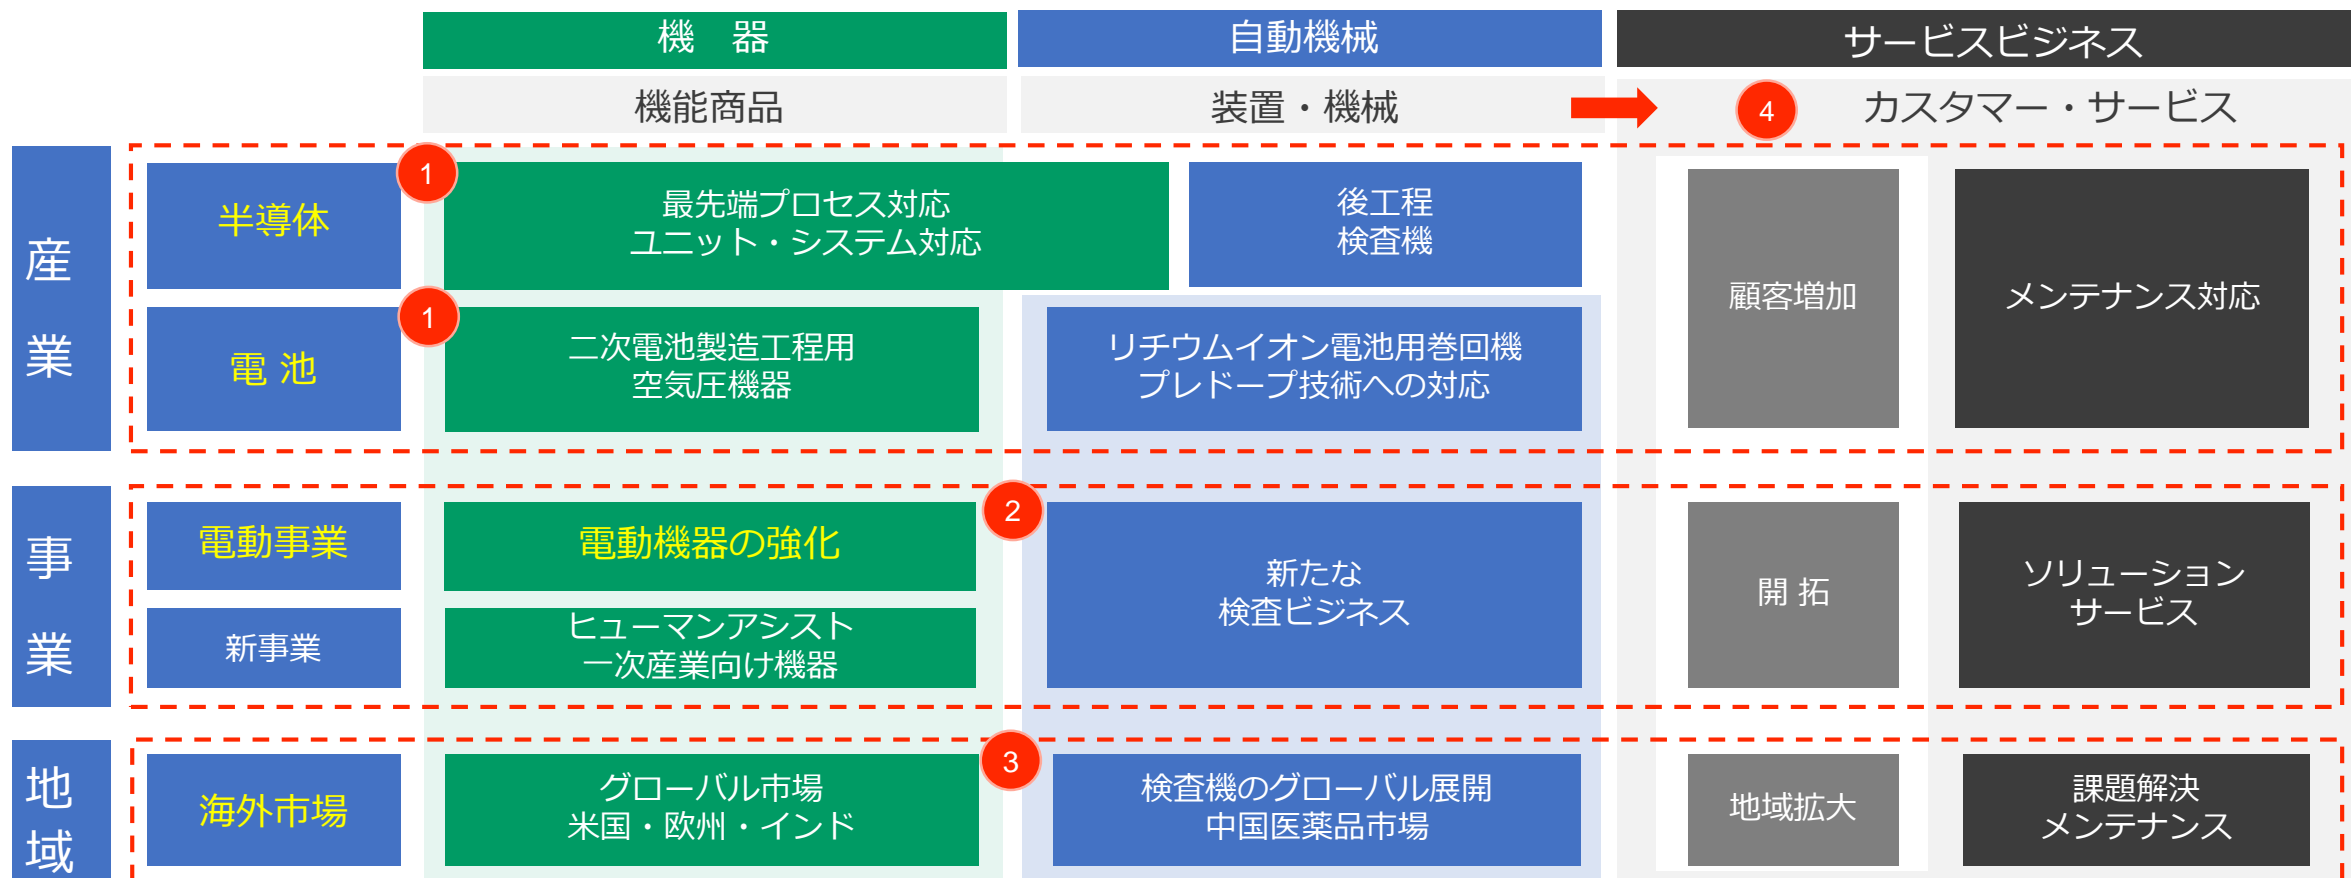 機　器
自動機械
サービスビジネス
機能商品
装置・機械
4
カスタマー・サービス
産
業
半導体
1
最先端プロセス対応
ユニット・システム対応
後工程
検査機
電 池
1
二次電池製造工程用
空気圧機器
リチウムイオン電池用巻回機
プレドープ技術への対応
顧客増加
メンテナンス対応
事
業
電動事業
電動機器の強化
2
新事業
ヒューマンアシスト
一次産業向け機器
新たな
検査ビジネス
開 拓
ソリューション
サービス
地
域
海外市場
グローバル市場
米国・欧州・インド
3
検査機のグローバル展開
中国医薬品市場
地域拡大
課題解決
メンテナンス